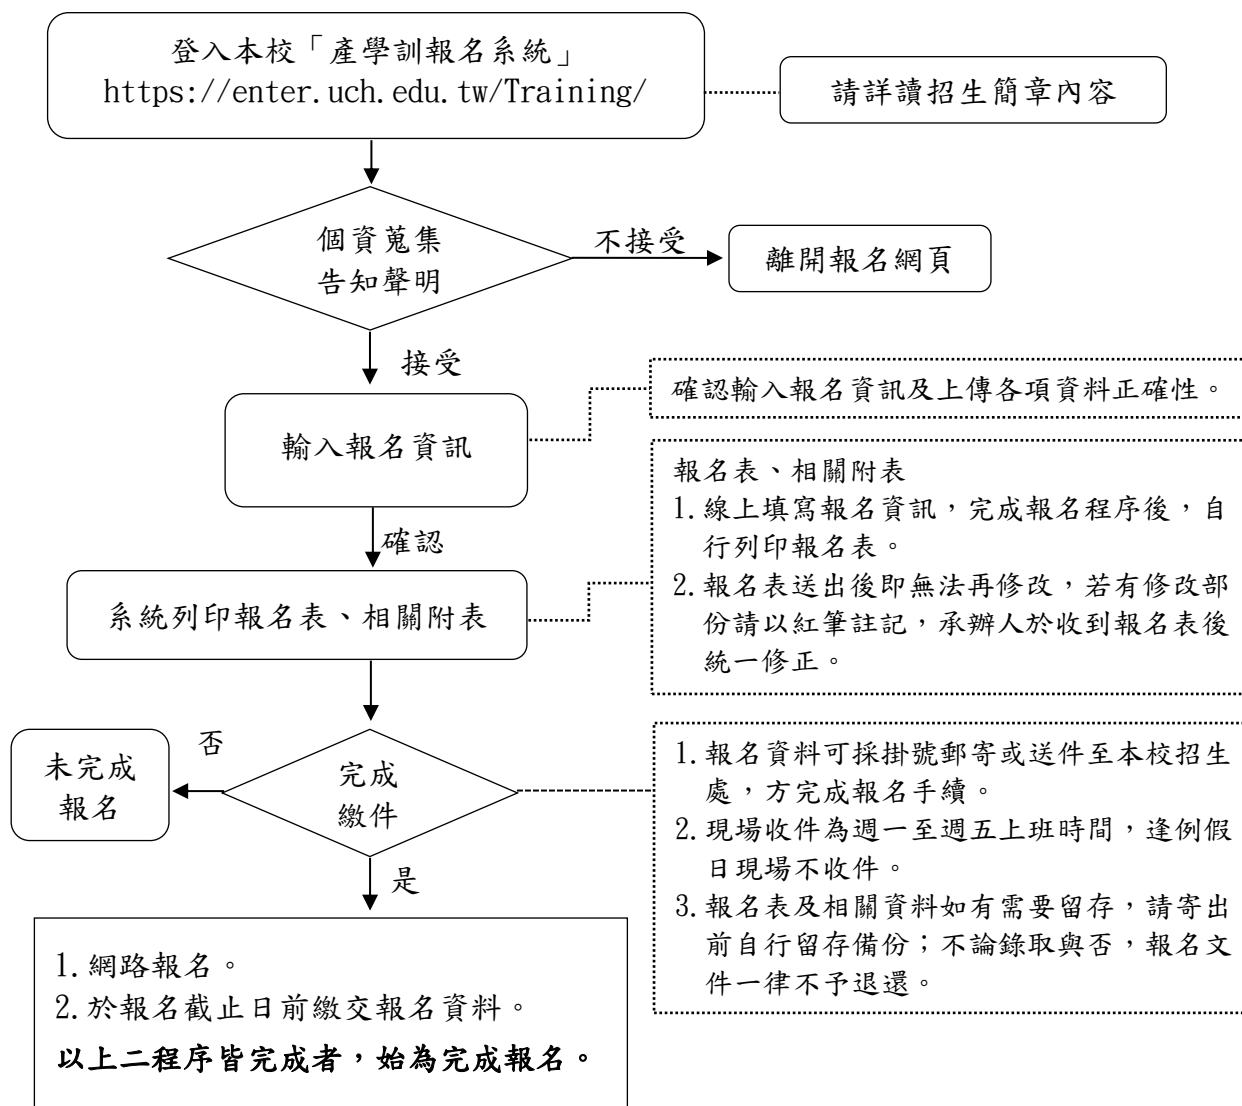 登入本校「產學訓報名系統」
https://enter.uch.edu.tw/Training/
請詳讀招生簡章內容
個資蒐集
告知聲明
不接受
離開報名網頁
接受
確認輸入報名資訊及上傳各項資料正確性。
輸入報名資訊
報名表、相關附表
1.線上填寫報名資訊，完成報名程序後，自
行列印報名表。
2.報名表送出後即無法再修改，若有修改部
份請以紅筆註記，承辦人於收到報名表後
統一修正。
確認
系統列印報名表、相關附表
否
未完成
報名
完成
繳件
1.報名資料可採掛號郵寄或送件至本校招生
處，方完成報名手續。
2.現場收件為週一至週五上班時間，逢例假
日現場不收件。
3.報名表及相關資料如有需要留存，請寄出
前自行留存備份；不論錄取與否，報名文
件一律不予退還。
是
1.網路報名。
2.於報名截止日前繳交報名資料。
以上二程序皆完成者，始為完成報名。